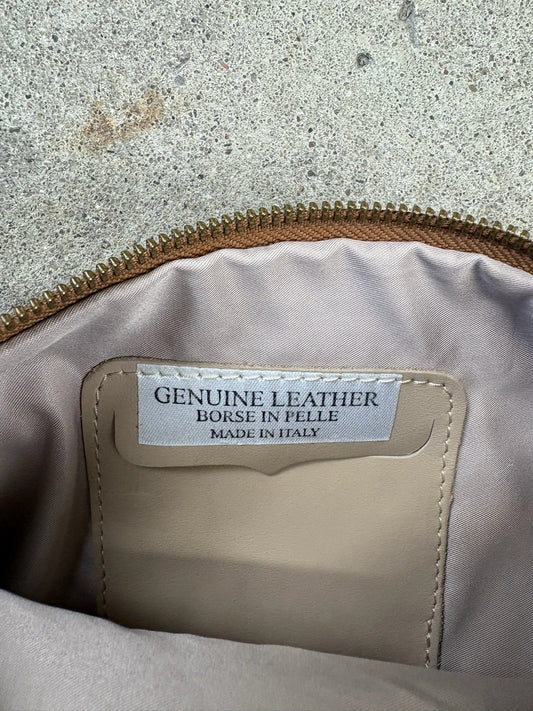 GENUINE LEATHER
BORSE IN PELLE
MADE IN ITALY